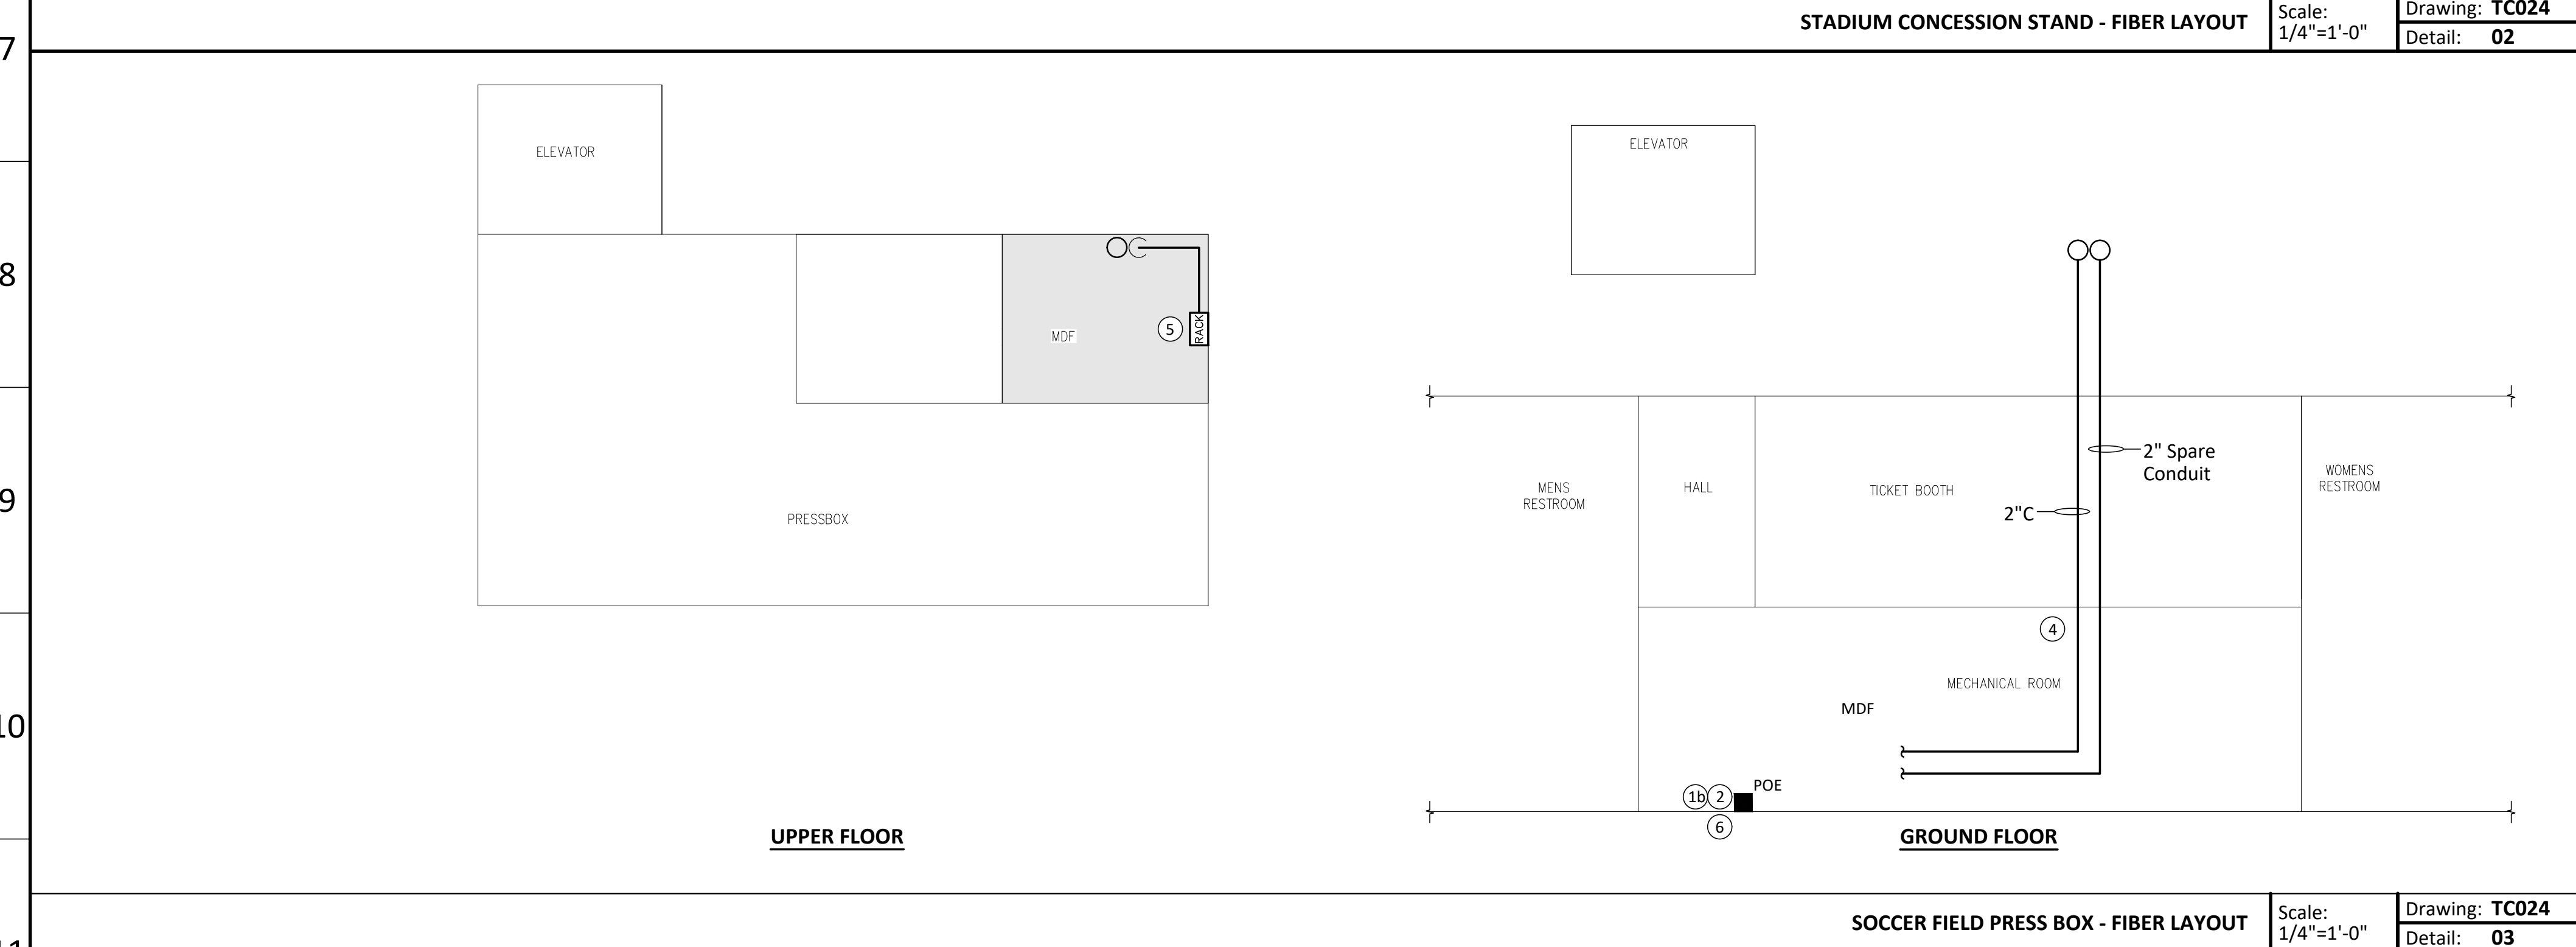 STADIUM CONCESSION STAND - FIBER LAYOUT
Scale:
1/4"=1'-0"
Drawing: TC024
Detail: 02
7
8
9
10
ELEVATOR
MDF
5
RACK
PRESSBOX
UPPER FLOOR
ELEVATOR
MENS
RESTROOM
HALL
TICKET BOOTH
2" Spare
Conduit
2"C
WOMENS
RESTROOM
4
MECHANICAL ROOM
MDF
POE
1b 2
6
GROUND FLOOR
SOCCER FIELD PRESS BOX - FIBER LAYOUT
Scale:
1/4"=1'-0"
Drawing: TC024
Detail: 03